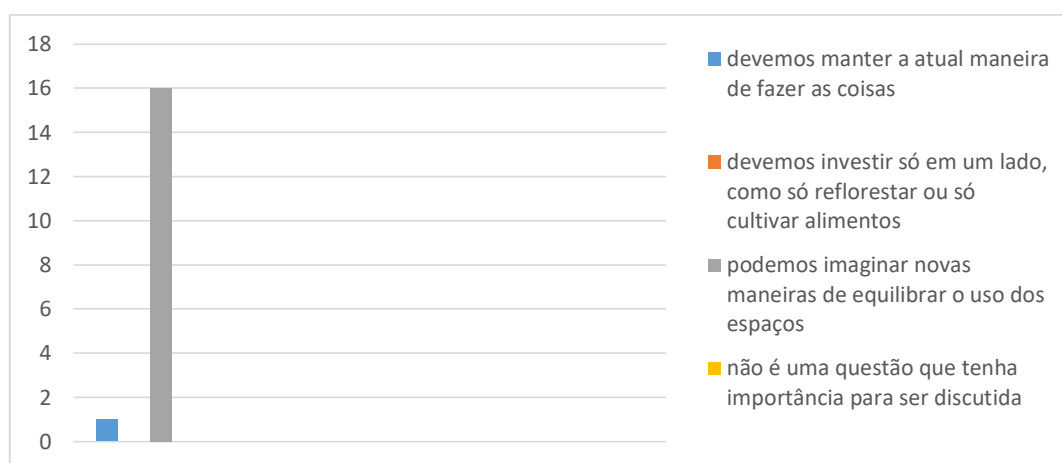 18
16
14
12
10
8
6
4
2
0
devemos manter a atual maneira
de fazer as coisas
devemos investir só em um lado,
como só reflorestar ou só
cultivar alimentos
podemos imaginar novas
maneiras de equilibrar o uso dos
espaços
não é uma questão que tenha
importância para ser discutida